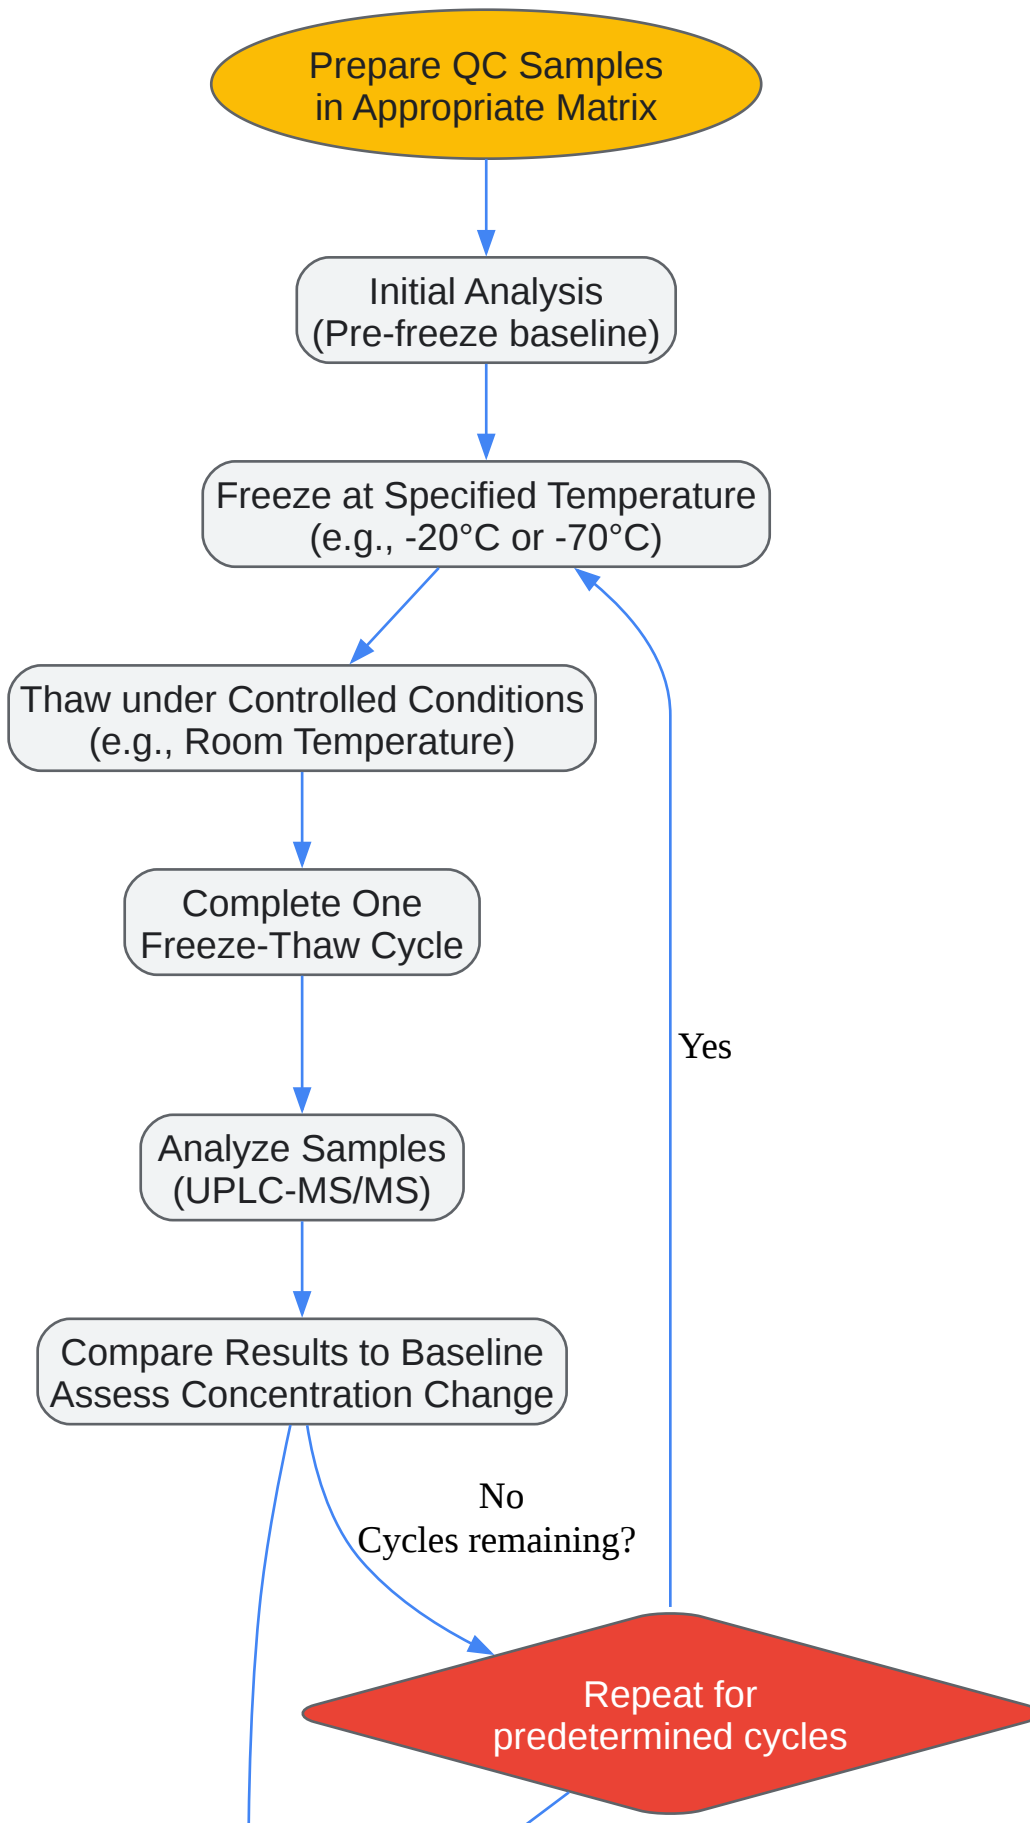 Prepare QC Samples
in Appropriate Matrix
Initial Analysis
(Pre-freeze baseline)
Freeze at Specified Temperature
(e.g., -20°C or -70°C)
Thaw under Controlled Conditions
(e.g., Room Temperature)
Complete One
Freeze-Thaw Cycle
Yes
Analyze Samples
(UPLC-MS/MS)
Compare Results to Baseline
Assess Concentration Change
No
Cycles remaining?
Repeat for
predetermined cycles